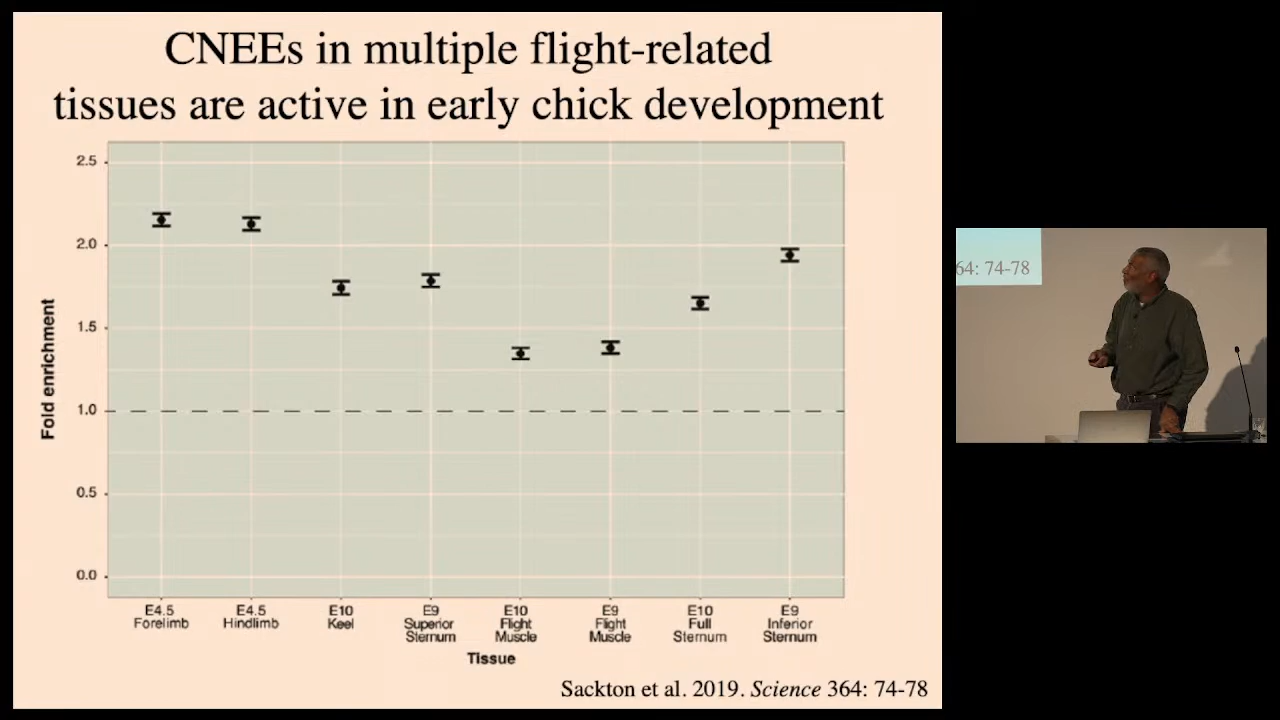 CNEEs in multiple flight-related
tissues are active in early chick development
2.5
2.0
1.5
1.0
0.5
0.0
Fold enrichment
E4.5
Forelimb
E4.5
Hindlimb
E10
Keel
E9
Superior
Sternum
E10
Flight
Muscle
E9
Flight
Muscle
E10
Full
Sternum
E9
Inferior
Sternum
Tissue
Sackton et al. 2019. Science 364: 74-78
64: 74-78